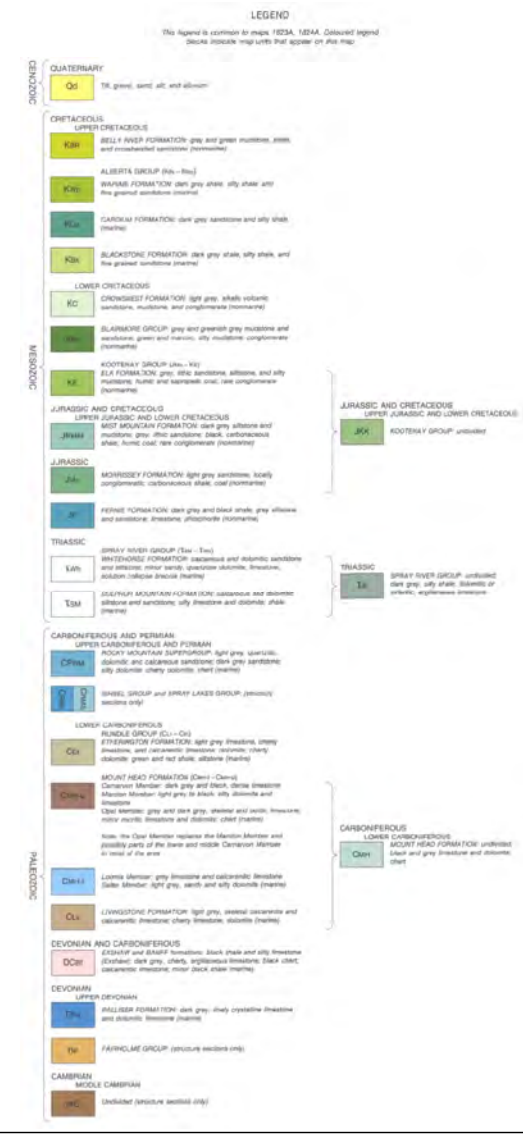 LEGEND
This legend is common to maps 1823A, 1824A. Coloured legend
blocks indicate map units that appear on this map
CENOZOIC
QUATERNARY
Qd
Till, gravel, sand, silt, and alluvium
MESOZOIC
CRETACEOUS
UPPER CRETACEOUS
BELLY RIVER FORMATION: grey and green mudstone, siltstone,
and crossbedded sandstone (nonmarine)
ALBERTA GROUP
WAPIABI FORMATION: dark grey shale, silty shale and
fine grained sandstone (marine)
CARDIUM FORMATION: dark grey sandstone and silty shale,
(marine)
BLACKSTONE FORMATION: dark grey shale, silty shale, and
fine grained sandstone (marine)
LOWER CRETACEOUS
KC
CROWSNEST FORMATION: light grey, alkalic volcanic
sandstone, mudstone, and conglomerate (nonmarine)
BLAIRMORE GROUP: grey and greenish grey mudstone and
sandstone; green and maroon, silty mudstone; conglomerate
(nonmarine)
KOOTENAY GROUP
ELK FORMATION: grey, lithic sandstone, siltstone, and silty
mudstone; humic and sapropelic coal, rare conglomerate
(nonmarine)
JURASSIC AND CRETACEOUS
UPPER JURASSIC AND LOWER CRETACEOUS
MIST MOUNTAIN FORMATION: dark grey siltstone and
mudstone; grey, lithic sandstone; black, carbonaceous
shale; humic coal; rare conglomerate (nonmarine)
JURASSIC
MORRISSEY FORMATION: light grey sandstone, locally
conglomeratic; carbonaceous shale, coal (nonmarine)
FERNIE FORMATION: dark grey and black shale; grey siltstone
and sandstone; limestone; phosphorite (nonmarine)
JURASSIC AND CRETACEOUS
UPPER JURASSIC AND LOWER CRETACEOUS
JKK
KOOTENAY GROUP: undivided
TRIASSIC
SPRAY RIVER GROUP
WHITEHORSE FORMATION: calcareous and dolomitic sandstone
and siltstone; minor sandy, quartzose dolomite, limestone,
solution collapse breccia (marine)
SULPHUR MOUNTAIN FORMATION: calcareous and dolomitic
siltstone and sandstone; silty limestone and dolomite; shale
(marine)
TRIASSIC
SPRAY RIVER GROUP: undivided;
dark grey, silty shale, dolomitic or
argillaceous limestone
PALEOZOIC
CARBONIFEROUS AND PERMIAN
UPPER CARBONIFEROUS AND PERMIAN
ROCKY MOUNTAIN SUPERGROUP: light grey, quartzitic,
dolomitic and calcareous sandstone; dark grey sandstone;
silty dolomite; cherty dolomite; chert (marine)
ISHBEL GROUP and SPRAY LAKES GROUP: (structure
sections only)
LOWER CARBONIFEROUS
RUNDLE GROUP
ETHERINGTON FORMATION: light grey limestone, cherty
limestone, and calcarenitic limestone; dolomite; cherty
dolomite; green and red shale; siltstone (marine)
MOUNT HEAD FORMATION
Carnarvon Member: dark grey and black, dense limestone
Marston Member: light grey to black, silty dolomite and
limestone
Opal Member: grey and dark grey, skeletal and oolitic, limestone;
minor micritic limestone and dolomite; chert (marine)
Note: the Opal Member replaces the Marston Member and
possibly parts of the lower and middle Carnarvon Member
in most of the area
Loomis Member: grey limestone and calcarenitic limestone
Salter Member: light grey, sandy and silty dolomite (marine)
LIVINGSTONE FORMATION: light grey, skeletal calcarenite and
calcarenitic limestone; cherty limestone, dolomite (marine)
CARBONIFEROUS
LOWER CARBONIFEROUS
CMH
MOUNT HEAD FORMATION: undivided;
black and grey limestone and dolomite;
chert
DEVONIAN AND CARBONIFEROUS
EXSHAW and BANFF formations: black shale and silty limestone
(Exshaw); dark grey, cherty, argillaceous limestone; black chert;
calcarenitic limestone; minor black shale (marine)
DEVONIAN
UPPER DEVONIAN
PALLISER FORMATION: dark grey, finely crystalline limestone
and dolomitic limestone (marine)
FAIRHOLME GROUP: (structure sections only)
CAMBRIAN
MIDDLE CAMBRIAN
Undivided (structure sections only)